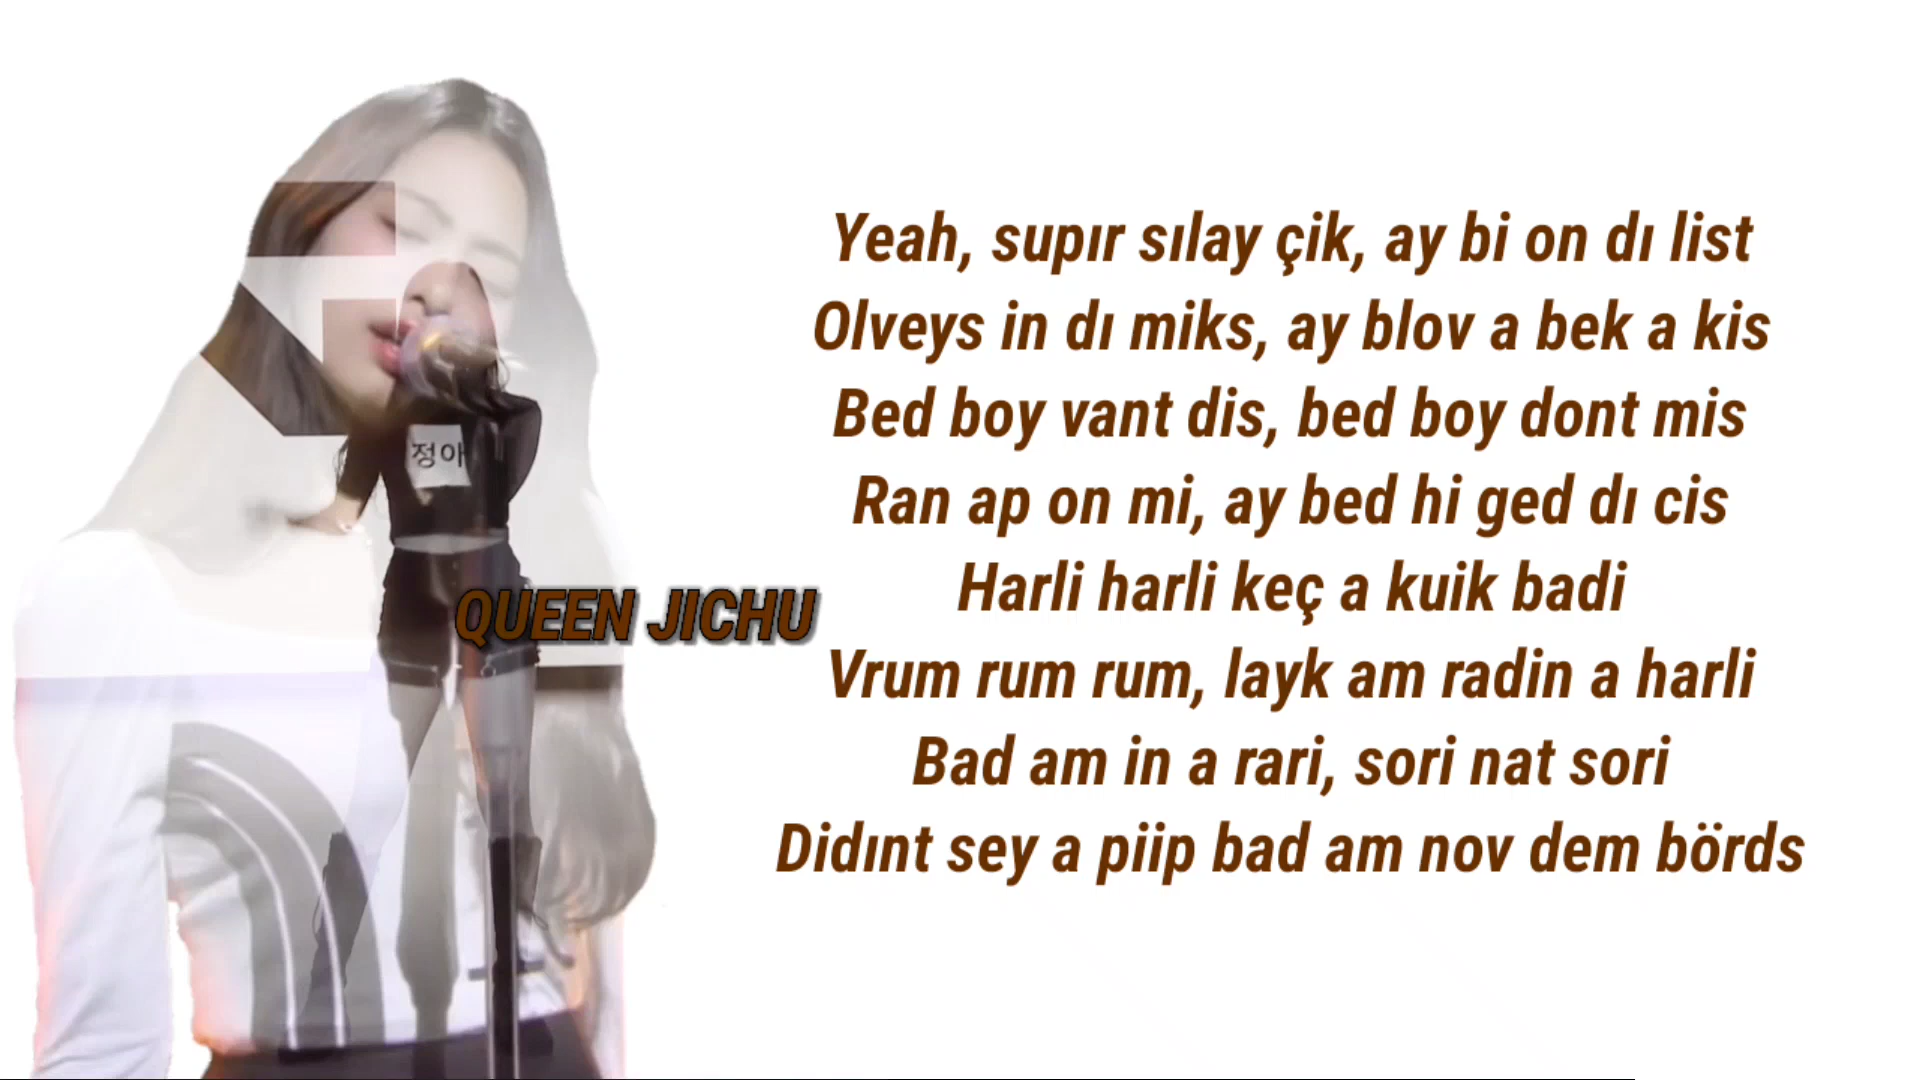 Yeah, supır sılay çik, ay bi on dı list
Olveys in dı miks, ay blov a bek a kis
Bed boy vant dis, bed boy dont mis
Ran ap on mi, ay bed hi ged dı cis
Harli harli keç a kuik badi
Vrum rum rum, layk am radin a harli
Bad am in a rari, sori nat sori
Didınt sey a piip bad am nov dem börds
정아
QUEEN JICHU